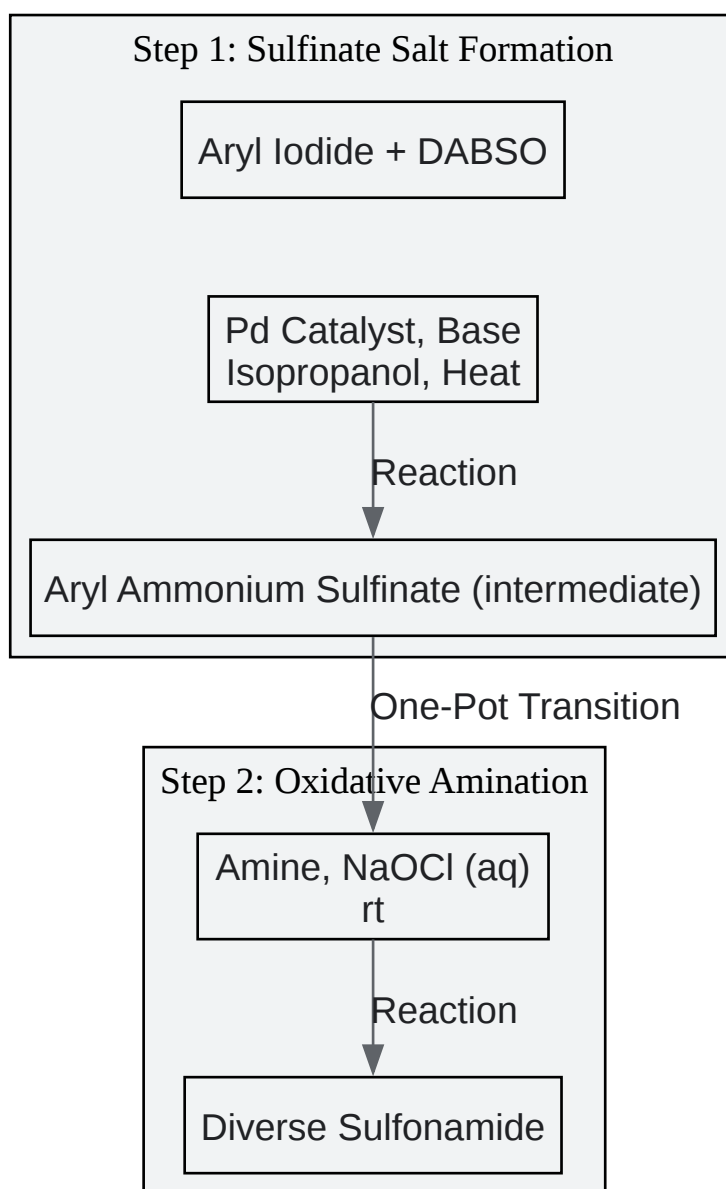 Step 1: Sulfinate Salt Formation
Aryl Iodide + DABSO
Pd Catalyst, Base
Isopropanol, Heat
Reaction
Aryl Ammonium Sulfinate (intermediate)
One-Pot Transition
Step 2: Oxidative Amination
Amine, NaOCl (aq)
rt
Reaction
Diverse Sulfonamide